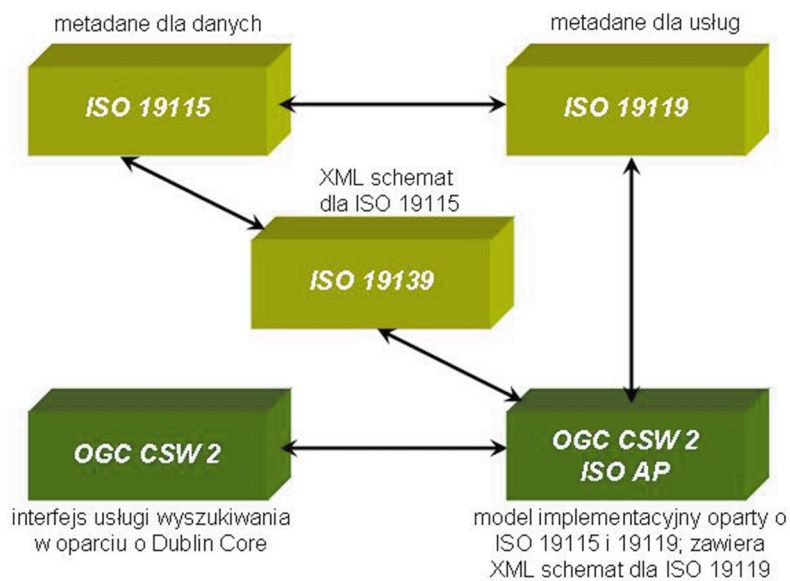 metadane dla danych
metadane dla usług
ISO 19115
ISO 19119
XML schemat
dla ISO 19115
ISO 19139
OGC CSW 2
OGC CSW 2
ISO AP
interfejs usługi wyszukiwania
w oparciu o Dublin Core
model implementacyjny oparty o
ISO 19115 i 19119; zawiera
XML schemat dla ISO 19119